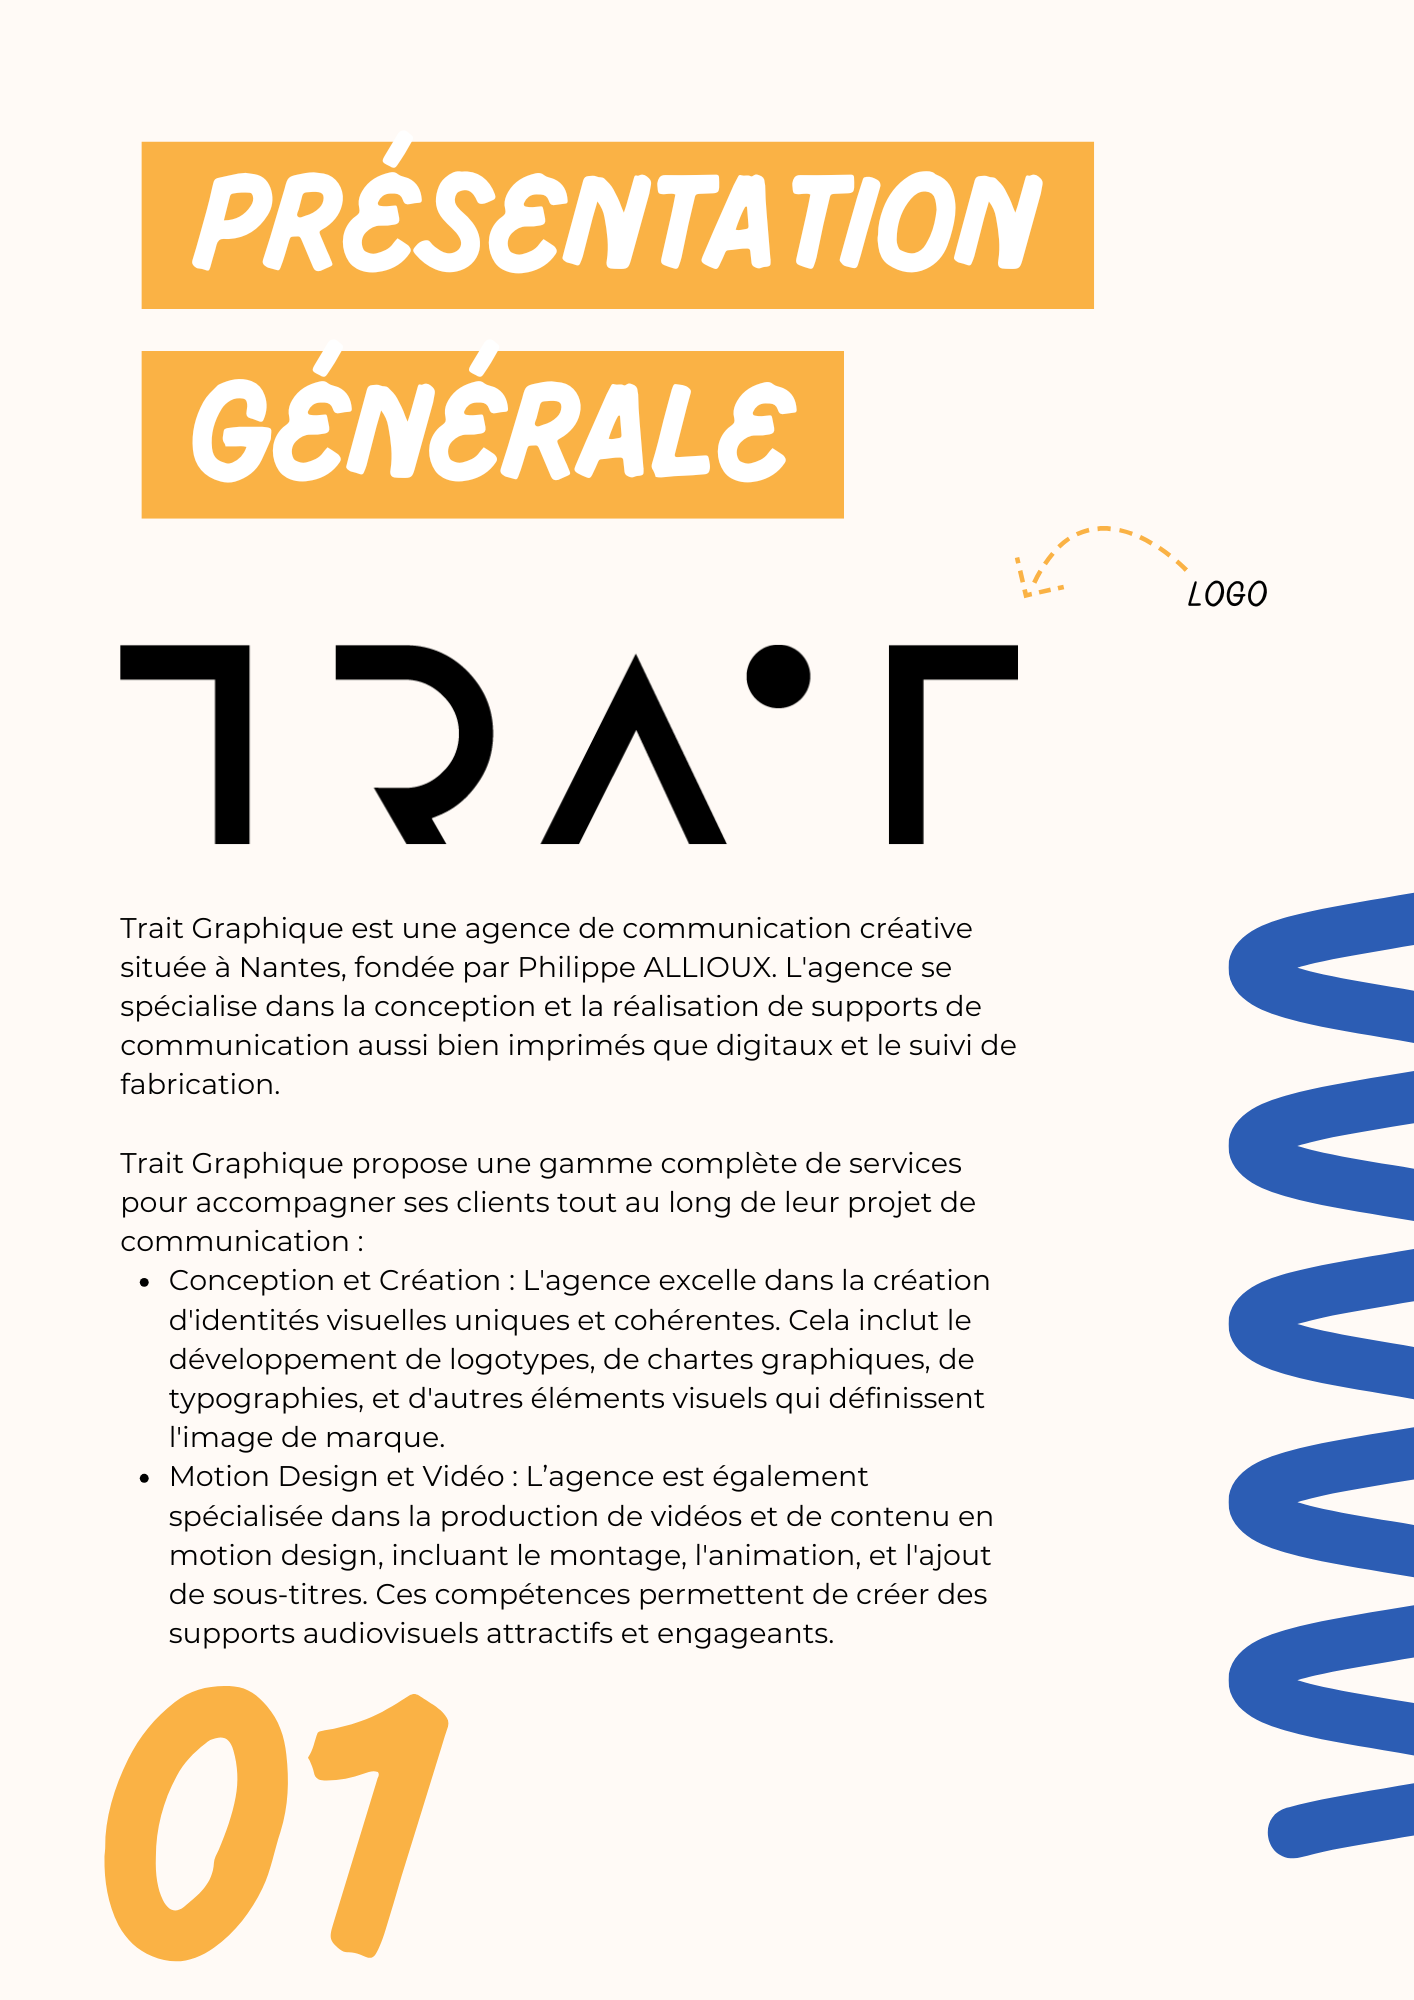 PRÉSENTATION
GÉNÉRALE
LOGO
TRAIT
Trait Graphique est une agence de communication créative
située à Nantes, fondée par Philippe ALLIOUX. L'agence se
spécialise dans la conception et la réalisation de supports de
communication aussi bien imprimés que digitaux et le suivi de
fabrication.
Trait Graphique propose une gamme complète de services
pour accompagner ses clients tout au long de leur projet de
communication :
• Conception et Création : L'agence excelle dans la création
d'identités visuelles uniques et cohérentes. Cela inclut le
développement de logotypes, de chartes graphiques, de
typographies, et d'autres éléments visuels qui définissent
l'image de marque.
• Motion Design et Vidéo : L’agence est également
spécialisée dans la production de vidéos et de contenu en
motion design, incluant le montage, l'animation, et l'ajout
de sous-titres. Ces compétences permettent de créer des
supports audiovisuels attractifs et engageants.
01